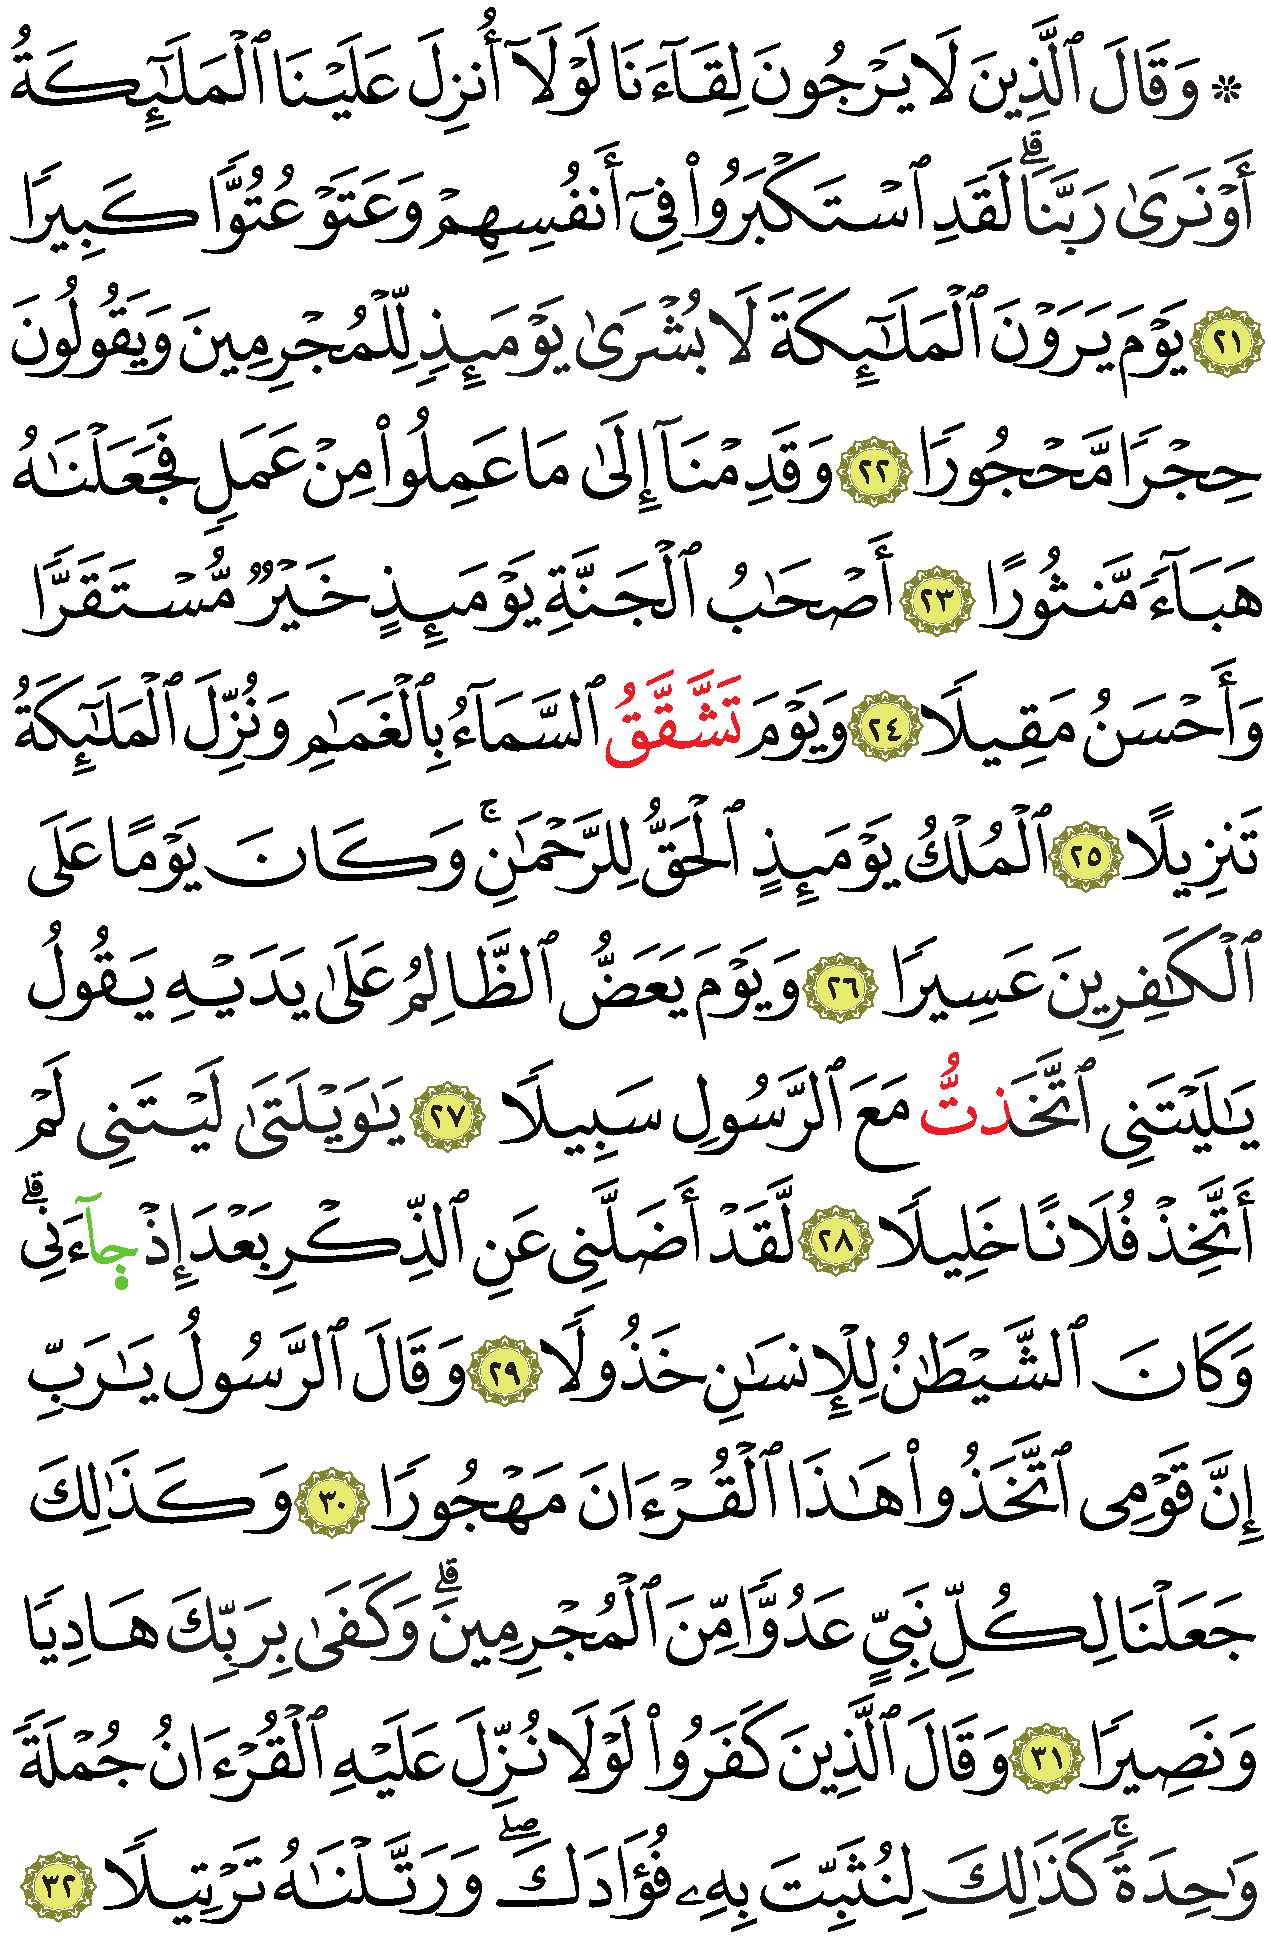 ۞ وَقَالَ ٱلَّذِينَ لَا يَرۡجُونَ لِقَآءَنَا لَوۡلَآ أُنزِلَ عَلَيۡنَا ٱلۡمَلَٰٓئِكَةُ
أَوۡ نَرَىٰ رَبَّنَاۗ لَقَدِ ٱسۡتَكۡبَرُواْ فِيٓ أَنفُسِهِمۡ وَعَتَوۡ عُتُوّٗا كَبِيرٗا
٢١ يَوۡمَ يَرَوۡنَ ٱلۡمَلَٰٓئِكَةَ لَا بُشۡرَىٰ يَوۡمَئِذٖ لِّلۡمُجۡرِمِينَ وَيَقُولُونَ
حِجۡرٗا مَّحۡجُورٗا ٢٢ وَقَدِمۡنَآ إِلَىٰ مَا عَمِلُواْ مِنۡ عَمَلٖ فَجَعَلۡنَٰهُ
هَبَآءٗ مَّنثُورًا ٢٣ أَصۡحَٰبُ ٱلۡجَنَّةِ يَوۡمَئِذٍ خَيۡرٞ مُّسۡتَقَرّٗا
وَأَحۡسَنُ مَقِيلٗا ٢٤ وَيَوۡمَ تَشَّقَّقُ ٱلسَّمَآءُ بِٱلۡغَمَٰمِ وَنُزِّلَ ٱلۡمَلَٰٓئِكَةُ
تَنزِيلًا ٢٥ ٱلۡمُلۡكُ يَوۡمَئِذٍ ٱلۡحَقُّ لِلرَّحۡمَٰنِۚ وَكَانَ يَوۡمًا عَلَى
ٱلۡكَٰفِرِينَ عَسِيرٗا ٢٦ وَيَوۡمَ يَعَضُّ ٱلظَّالِمُ عَلَىٰ يَدَيۡهِ يَقُولُ
يَٰلَيۡتَنِي ٱتَّخَذتُّ مَعَ ٱلرَّسُولِ سَبِيلٗا ٢٧ يَٰوَيۡلَتَىٰ لَيۡتَنِي لَمۡ
أَتَّخِذۡ فُلَانًا خَلِيلٗا ٢٨ لَّقَدۡ أَضَلَّنِي عَنِ ٱلذِّكۡرِ بَعۡدَ إِذۡ جَآءَنِيۗ
وَكَانَ ٱلشَّيۡطَٰنُ لِلۡإِنسَٰنِ خَذُولٗا ٢٩ وَقَالَ ٱلرَّسُولُ يَٰرَبِّ
إِنَّ قَوۡمِي ٱتَّخَذُواْ هَٰذَا ٱلۡقُرۡءَانَ مَهۡجُورٗا ٣٠ وَكَذَٰلِكَ
جَعَلۡنَا لِكُلِّ نَبِيٍّ عَدُوّٗا مِّنَ ٱلۡمُجۡرِمِينَۗ وَكَفَىٰ بِرَبِّكَ هَادِيٗا
وَنَصِيرٗا ٣١ وَقَالَ ٱلَّذِينَ كَفَرُواْ لَوۡلَا نُزِّلَ عَلَيۡهِ ٱلۡقُرۡءَانُ جُمۡلَةٗ
وَٰحِدَةٗۚ كَذَٰلِكَ لِنُثَبِّتَ بِهِۦ فُؤَادَكَۖ وَرَتَّلۡنَٰهُ تَرۡتِيلٗا ٣٢